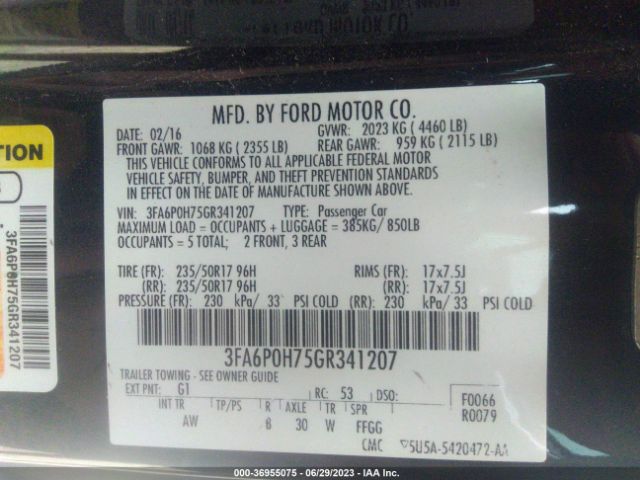 MFD. BY FORD MOTOR CO.
DATE: 02/16 GVWR: 2023 KG ( 4460 LB)
FRONT GAWR: 1068 KG ( 2355 LB) REAR GAWR: 959 KG ( 2115 LB)
THIS VEHICLE CONFORMS TO ALL APPLICABLE FEDERAL MOTOR
VEHICLE SAFETY, BUMPER, AND THEFT PREVENTION STANDARDS
IN EFFECT ON THE DATE OF MANUFACTURE SHOWN ABOVE.
VIN: 3FA6P0H75GR341207 TYPE: Passenger Car
MAXIMUM LOAD = OCCUPANTS + LUGGAGE = 385KG/ 850LB
OCCUPANTS = 5 TOTAL; 2 FRONT, 3 REAR
TIRE (FR): 235/50R17 96H RIMS (FR): 17x7.5J
(RR): 235/50R17 96H (RR): 17x7.5J
PRESSURE (FR): 230 kPa/ 33 PSI COLD (RR): 230 kPa/ 33 PSI COLD
3FA6P0H75GR341207
TRAILER TOWING - SEE OWNER GUIDE
EXT PNT: G1 RC: 53 DSO: F0066
R0079
INT TR TP/PS R AXLE TR SPR
AW 6 30 W FFGG
CMC 5U5A-5420472-AA
TION
3FA6P0H75GR341207
000-36955075 - 06/29/2023 - IAA Inc.